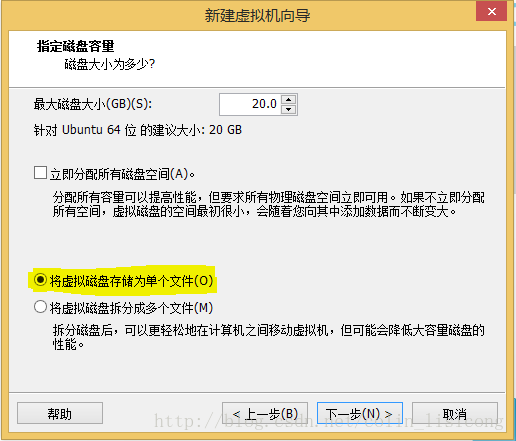 新建虚拟机向导
指定磁盘容量
磁盘大小为多少?
最大磁盘大小(GB)(S): 20.0
针对 Ubuntu 64 位 的建议大小: 20 GB
立即分配所有磁盘空间(A)。
分配所有容量可以提高性能，但要求所有物理磁盘空间立即可用。如果不立即分配
所有空间，虚拟磁盘的空间最初很小，会随着您向其中添加数据而不断变大。
将虚拟磁盘存储为单个文件(O)
将虚拟磁盘拆分成多个文件(M)
拆分磁盘后，可以更轻松地在计算机之间移动虚拟机，但可能会降低大容量磁盘的
性能。
帮助 < 上一步(B) 下一步(N) > 取消